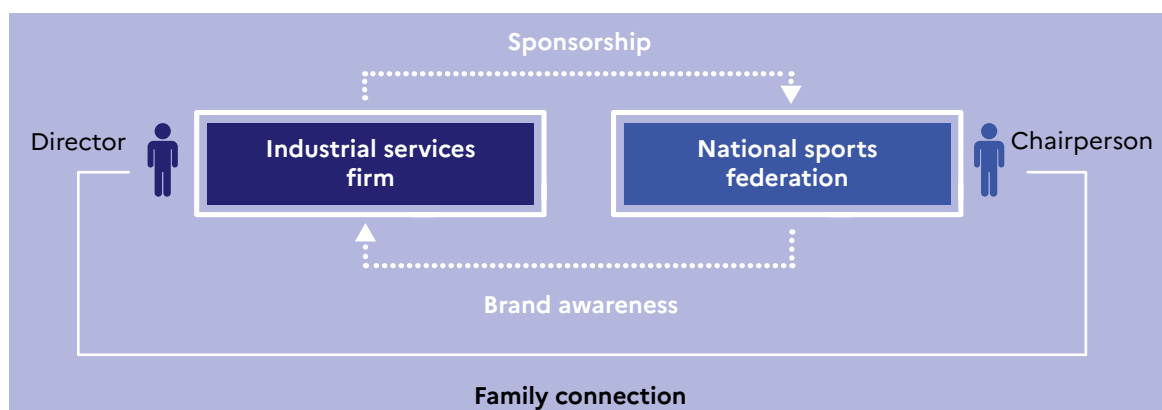 Sponsorship
Director
Industrial services
firm
National sports
federation
Chairperson
Brand awareness
Family connection